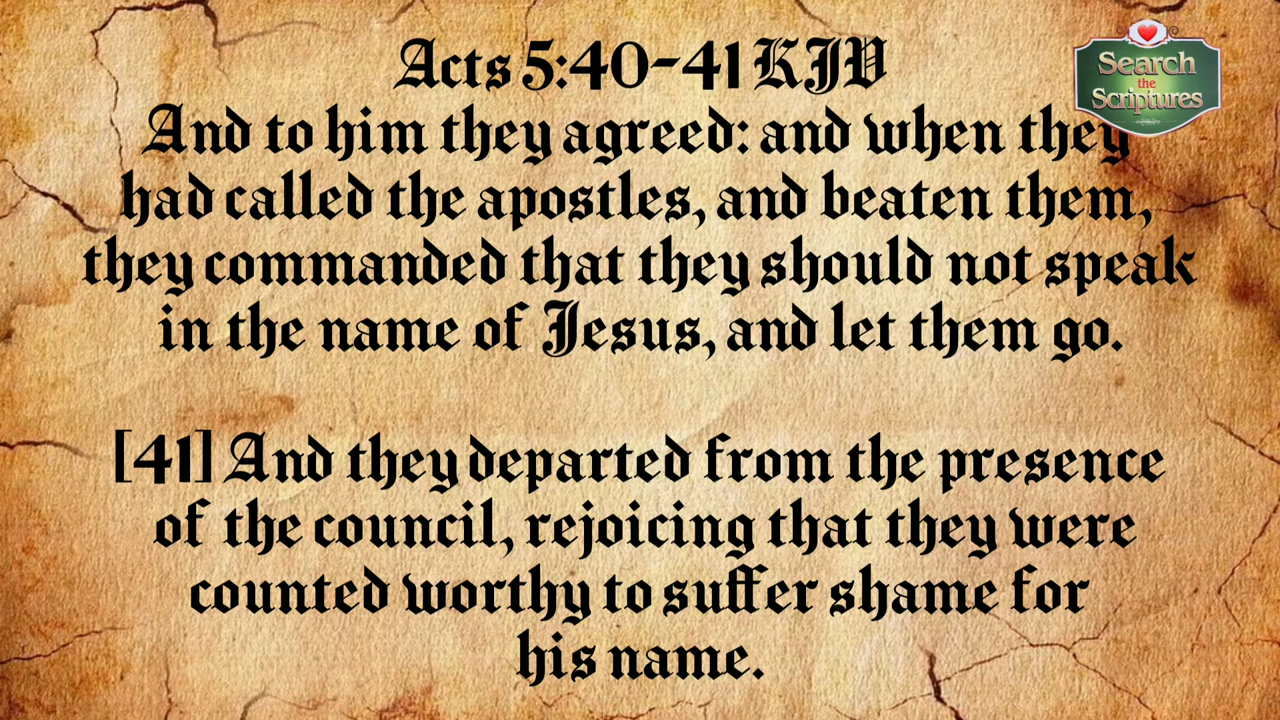 Acts 5:40-41 KJV
Search
the
Scriptures
And to him they agreed: and when they
had called the apostles, and beaten them,
they commanded that they should not speak
in the name of Jesus, and let them go.
[41] And they departed from the presence
of the council, rejoicing that they were
counted worthy to suffer shame for
his name.